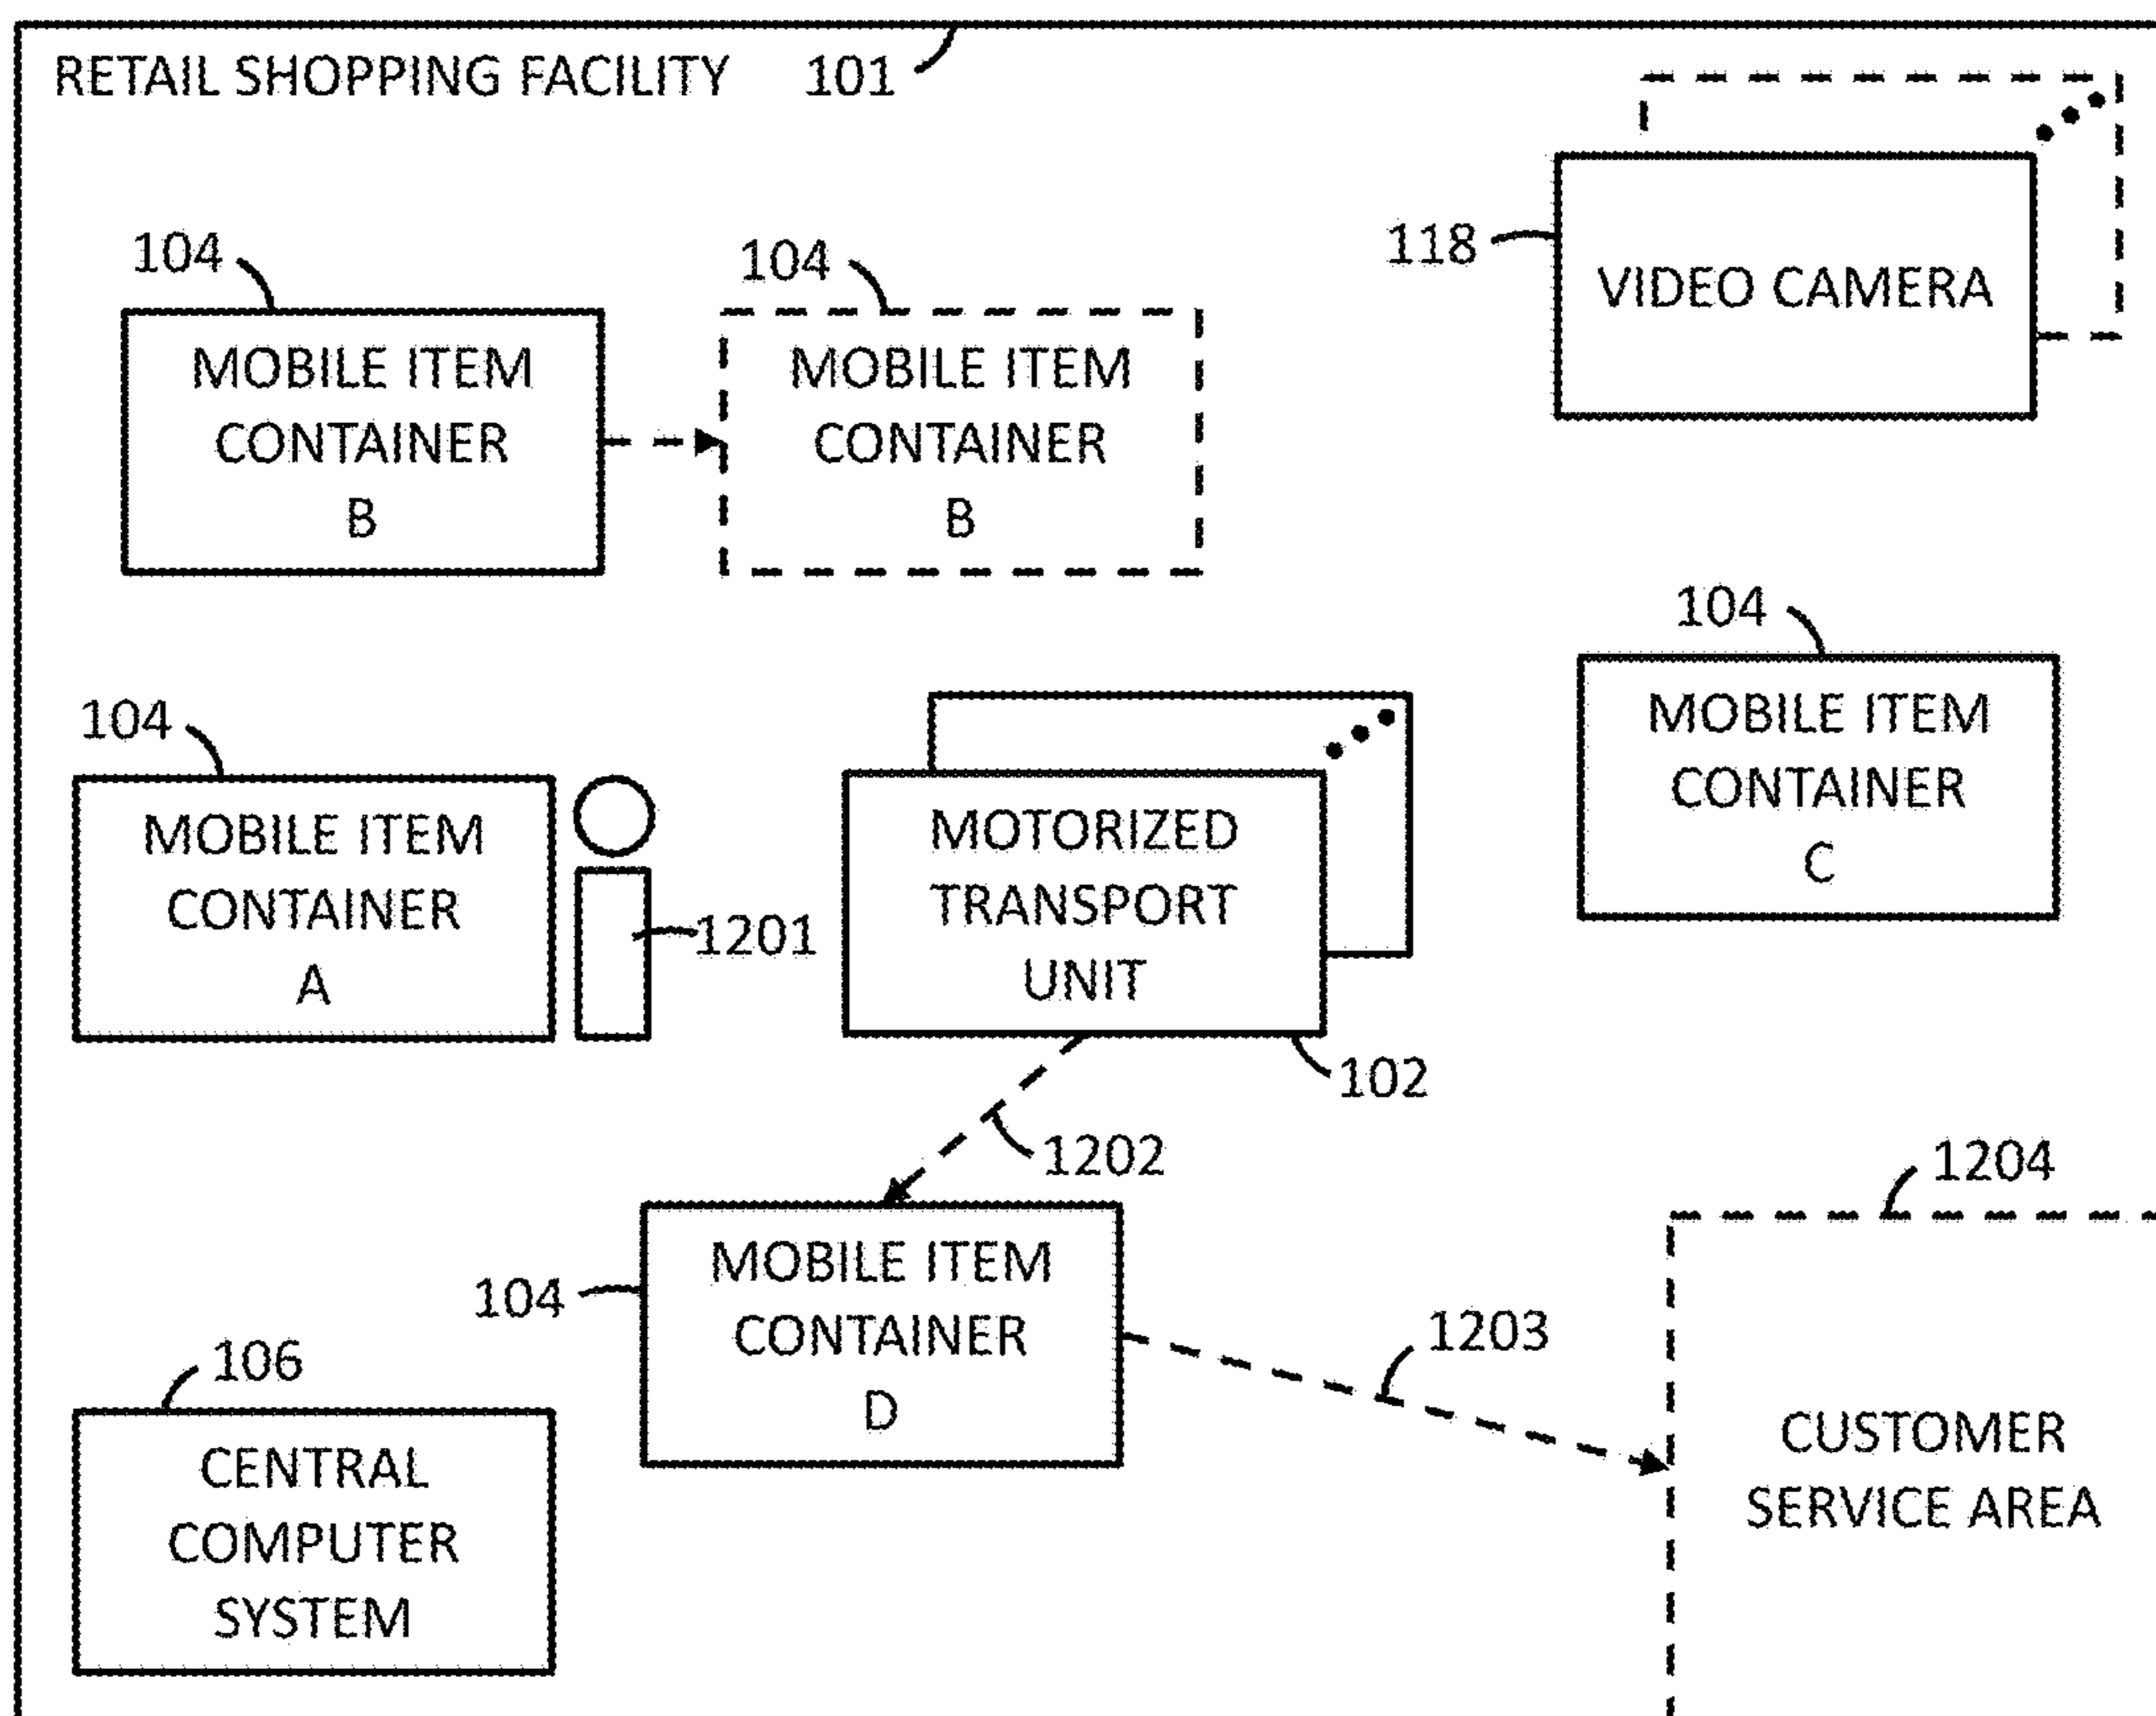 RETAIL SHOPPING FACILITY 101
118
VIDEO CAMERA
104
MOBILE ITEM
CONTAINER
B
104
MOBILE ITEM
CONTAINER
B
104
MOBILE ITEM
CONTAINER
C
104
MOBILE ITEM
CONTAINER
A
1201
MOTORIZED
TRANSPORT
UNIT
102
1202
104
MOBILE ITEM
CONTAINER
D
1203
1204
CUSTOMER
SERVICE AREA
106
CENTRAL
COMPUTER
SYSTEM